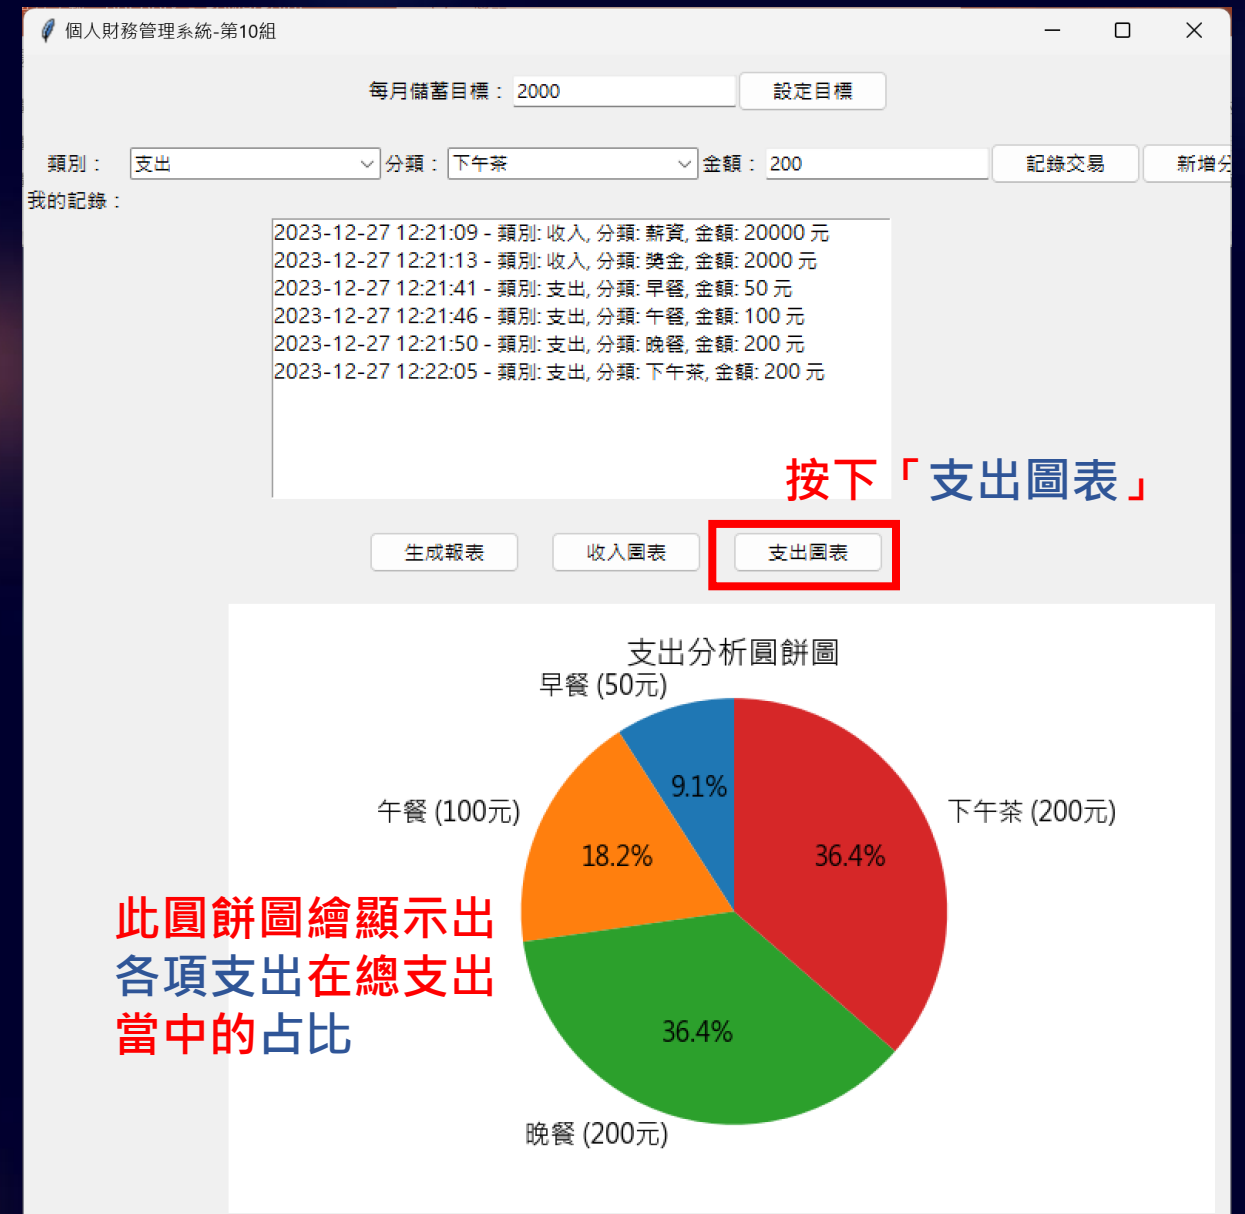 個人財務管理系統-第10組
每月儲蓄目標： 2000 設定目標
類別： 支出 分類： 下午茶 金額： 200 記錄交易 新增分
我的記錄：
2023-12-27 12:21:09 - 類別: 收入, 分類: 薪資, 金額: 20000 元
2023-12-27 12:21:13 - 類別: 收入, 分類: 獎金, 金額: 2000 元
2023-12-27 12:21:41 - 類別: 支出, 分類: 早餐, 金額: 50 元
2023-12-27 12:21:46 - 類別: 支出, 分類: 午餐, 金額: 100 元
2023-12-27 12:21:50 - 類別: 支出, 分類: 晚餐, 金額: 200 元
2023-12-27 12:22:05 - 類別: 支出, 分類: 下午茶, 金額: 200 元
按下「支出圖表」
生成報表 收入圖表 支出圖表
支出分析圓餅圖
早餐 (50元)
9.1%
午餐 (100元)
下午茶 (200元)
18.2%
36.4%
此圓餅圖繪顯示出
各項支出在總支出
當中的占比
36.4%
晚餐 (200元)